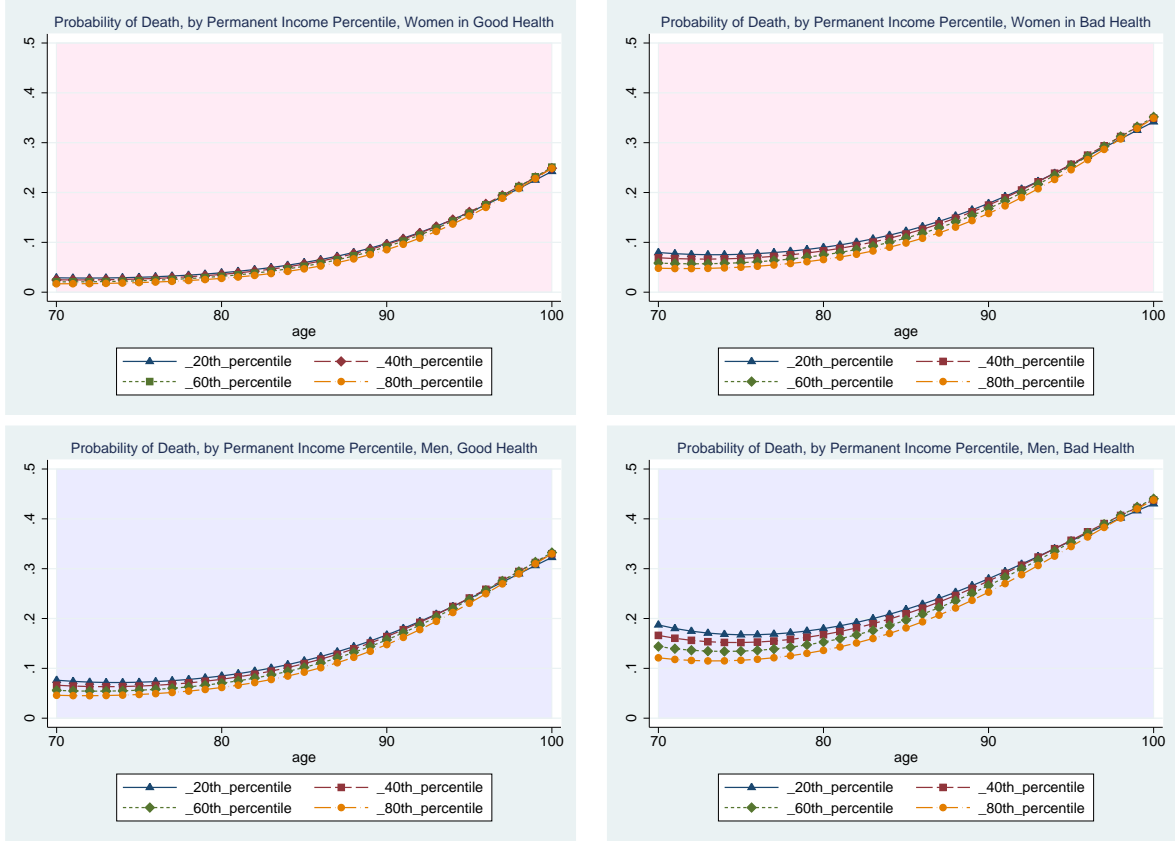 Probability of Death, by Permanent Income Percentile, Women in Good Health
.5
.4
.3
.2
.1
0
70 80 90 100
age
_20th_percentile _40th_percentile
_60th_percentile _80th_percentile
Probability of Death, by Permanent Income Percentile, Women in Bad Health
.5
.4
.3
.2
.1
0
70 80 90 100
age
_20th_percentile _40th_percentile
_60th_percentile _80th_percentile
Probability of Death, by Permanent Income Percentile, Men, Good Health
.5
.4
.3
.2
.1
0
70 80 90 100
age
_20th_percentile _40th_percentile
_60th_percentile _80th_percentile
Probability of Death, by Permanent Income Percentile, Men, Bad Health
.5
.4
.3
.2
.1
0
70 80 90 100
age
_20th_percentile _40th_percentile
_60th_percentile _80th_percentile